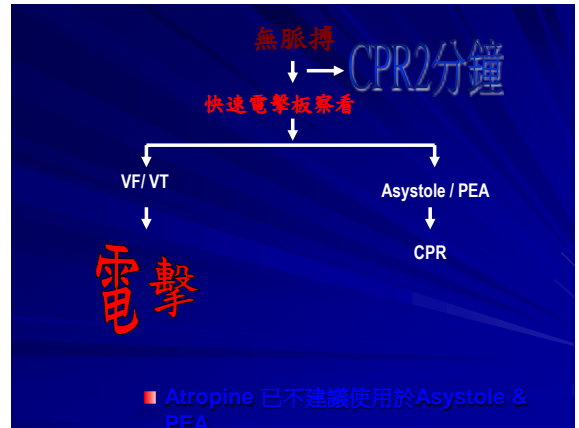 無脈搏
CPR2分鐘
快速電擊板察看
VF/ VT
Asystole / PEA
CPR
電擊
Atropine 已不建議使用於Asystole &
PEA